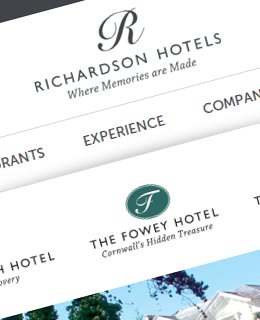 R
RICHARDSON HOTELS
Where Memories are Made
RANTS EXPERIENCE COMPAN
F
THE FOWEY HOTEL
Cornwall's Hidden Treasure
H HOTEL
overy
T